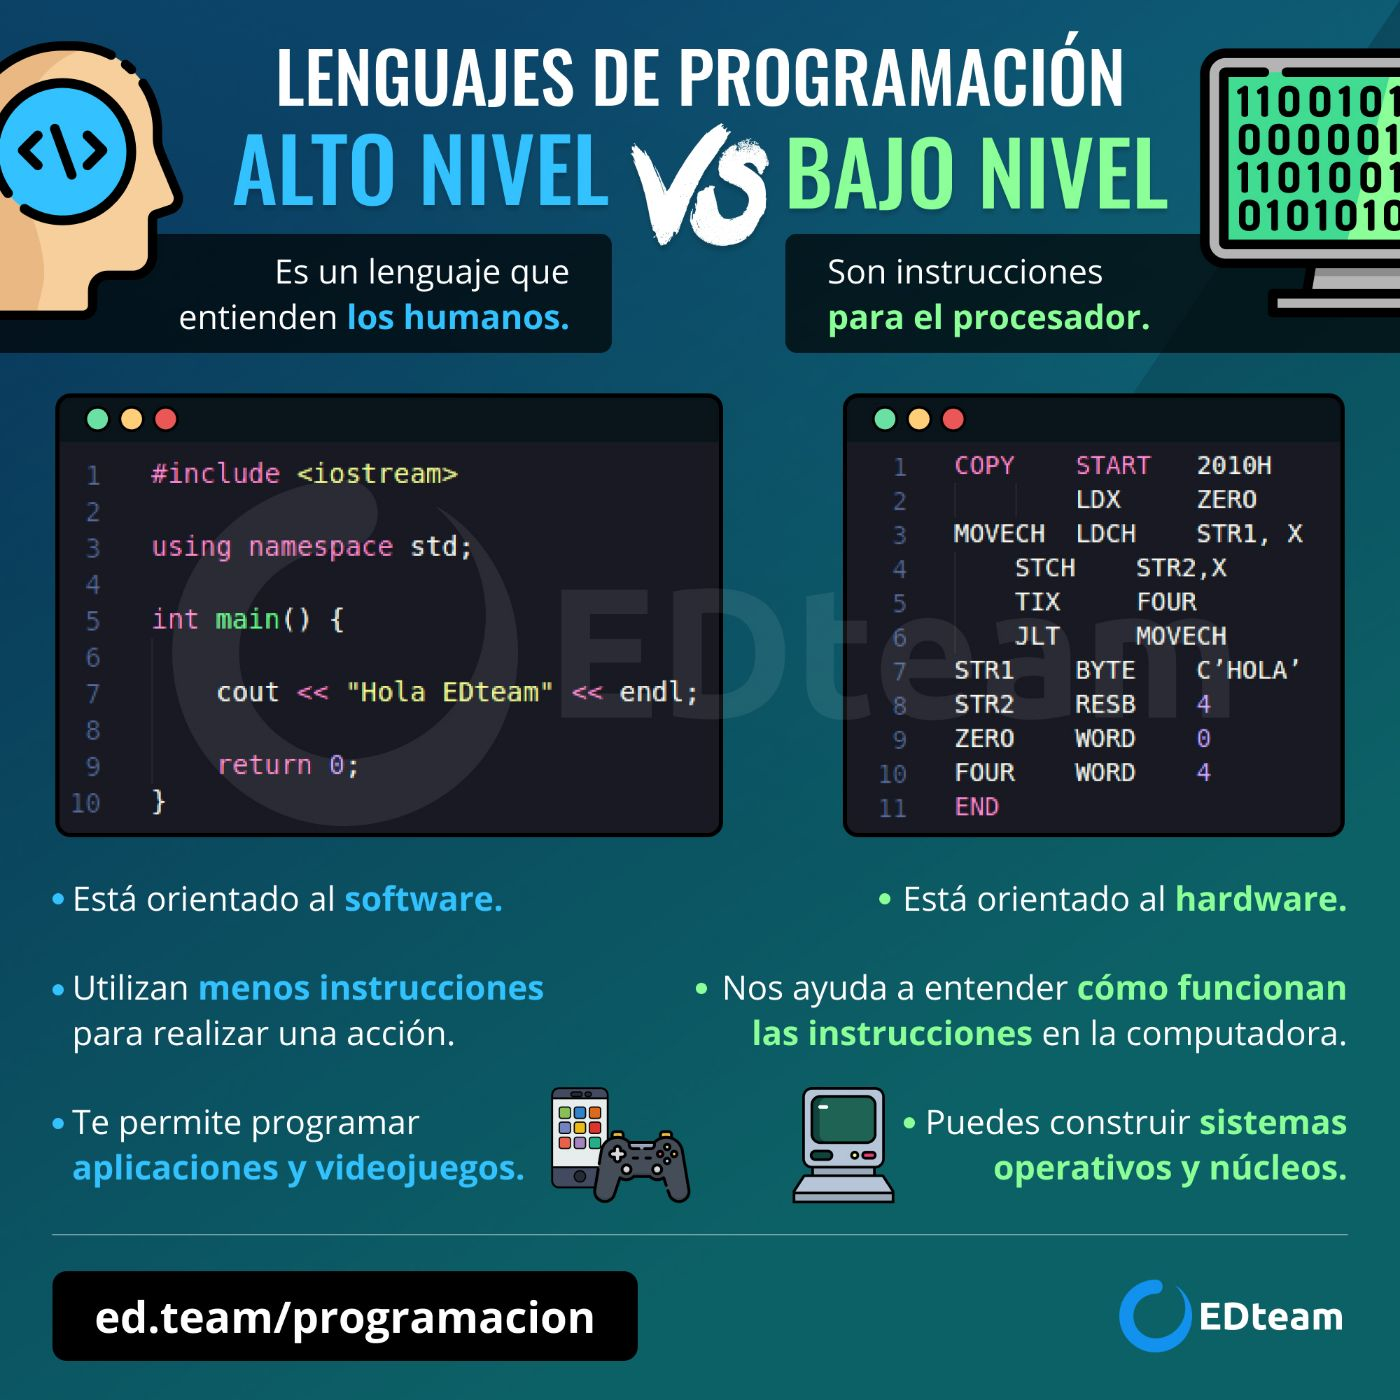 LENGUAJES DE PROGRAMACIÓN
ALTO NIVEL VS BAJO NIVEL
Es un lenguaje que
entienden los humanos.
Son instrucciones
para el procesador.
1100101
000001
1101001
010101
1 #include <iostream>
2
3 using namespace std;
4
5 int main() {
6
7 cout << "Hola EDteam" << endl;
8
9 return 0;
10 }
1 COPY START 2010H
2 LDX ZERO
3 MOVECH LDCH STR1, X
4 STCH STR2,X
5 TIX FOUR
6 JLT MOVECH
7 STR1 BYTE C’HOLA’
8 STR2 RESB 4
9 ZERO WORD 0
10 FOUR WORD 4
11 END
EDteam
• Está orientado al software.
• Utilizan menos instrucciones
para realizar una acción.
• Te permite programar
aplicaciones y videojuegos.
• Está orientado al hardware.
• Nos ayuda a entender cómo funcionan
las instrucciones en la computadora.
• Puedes construir sistemas
operativos y núcleos.
ed.team/programacion
EDteam